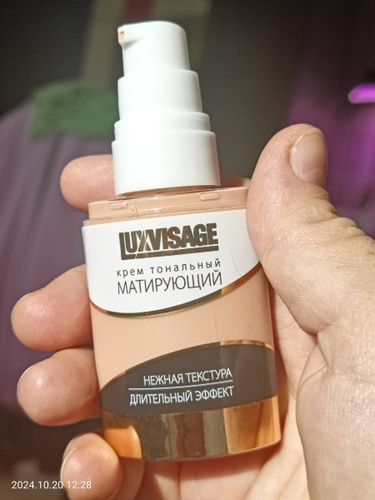 LUXVISAGE
крем тональный
МАТИРУЮЩИЙ
НЕЖНАЯ ТЕКСТУРА
ДЛИТЕЛЬНЫЙ ЭФФЕКТ
2024.10.20 12:28